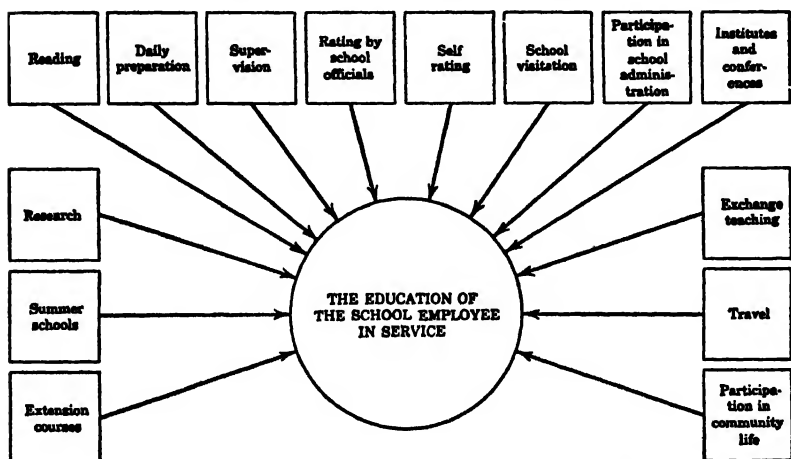 Reading
Daily
preparation
Super-
vision
Rating by
school
officials
Self
rating
School
visitation
Participa-
tion in
school
adminis-
tration
Institutes
and
confer-
ences
Research
Exchange
teaching
THE EDUCATION OF
THE SCHOOL EMPLOYEE
IN SERVICE
Summer
schools
Travel
Extension
courses
Participa-
tion in
community
life